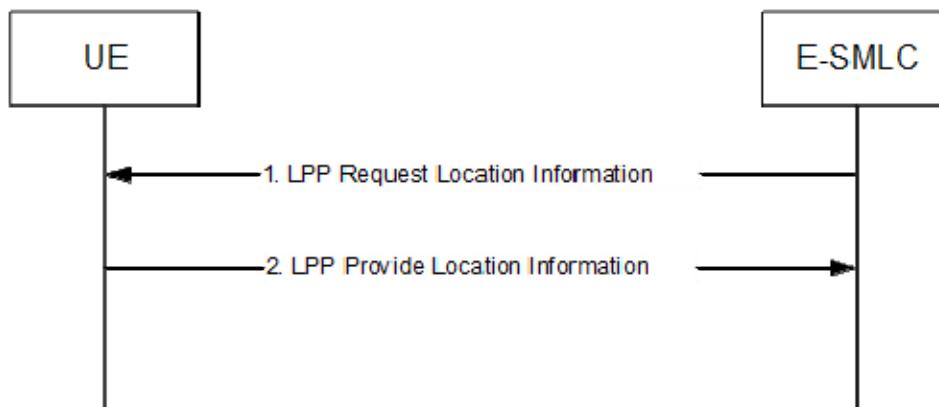 UE
E-SMLC
1. LPP Request Location Information
2. LPP Provide Location Information